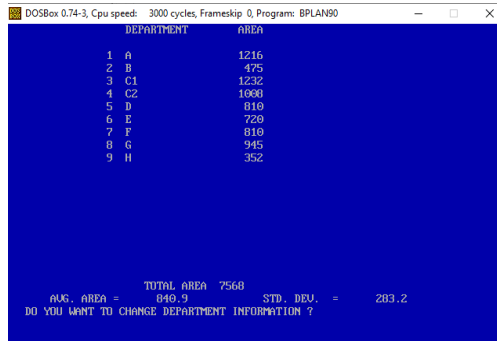 DOSBox 0.74-3, Cpu speed: 3000 cycles, Frameskip 0, Program: BPLAN90
DEPARTMENT AREA
1 A 1216
2 B 475
3 C1 1232
4 C2 1008
5 D 810
6 E 720
7 F 810
8 G 945
9 H 352
TOTAL AREA 7568
AVG. AREA = 840.9 STD. DEV. = 283.2
DO YOU WANT TO CHANGE DEPARTMENT INFORMATION ?